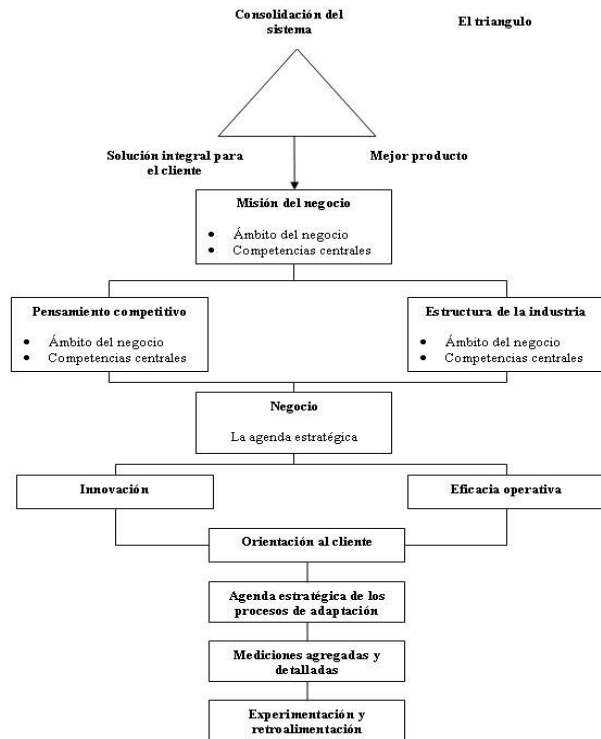 Consolidación del
sistema
El triangulo
Solución integral para
el cliente
Mejor producto
Misión del negocio
• Ámbito del negocio
• Competencias centrales
Pensamiento competitivo
• Ámbito del negocio
• Competencias centrales
Estructura de la industria
• Ámbito del negocio
• Competencias centrales
Negocio
La agenda estratégica
Innovación
Eficacia operativa
Orientación al cliente
Agenda estratégica de los
procesos de adaptación
Mediciones agregadas y
detalladas
Experimentación y
retroalimentación